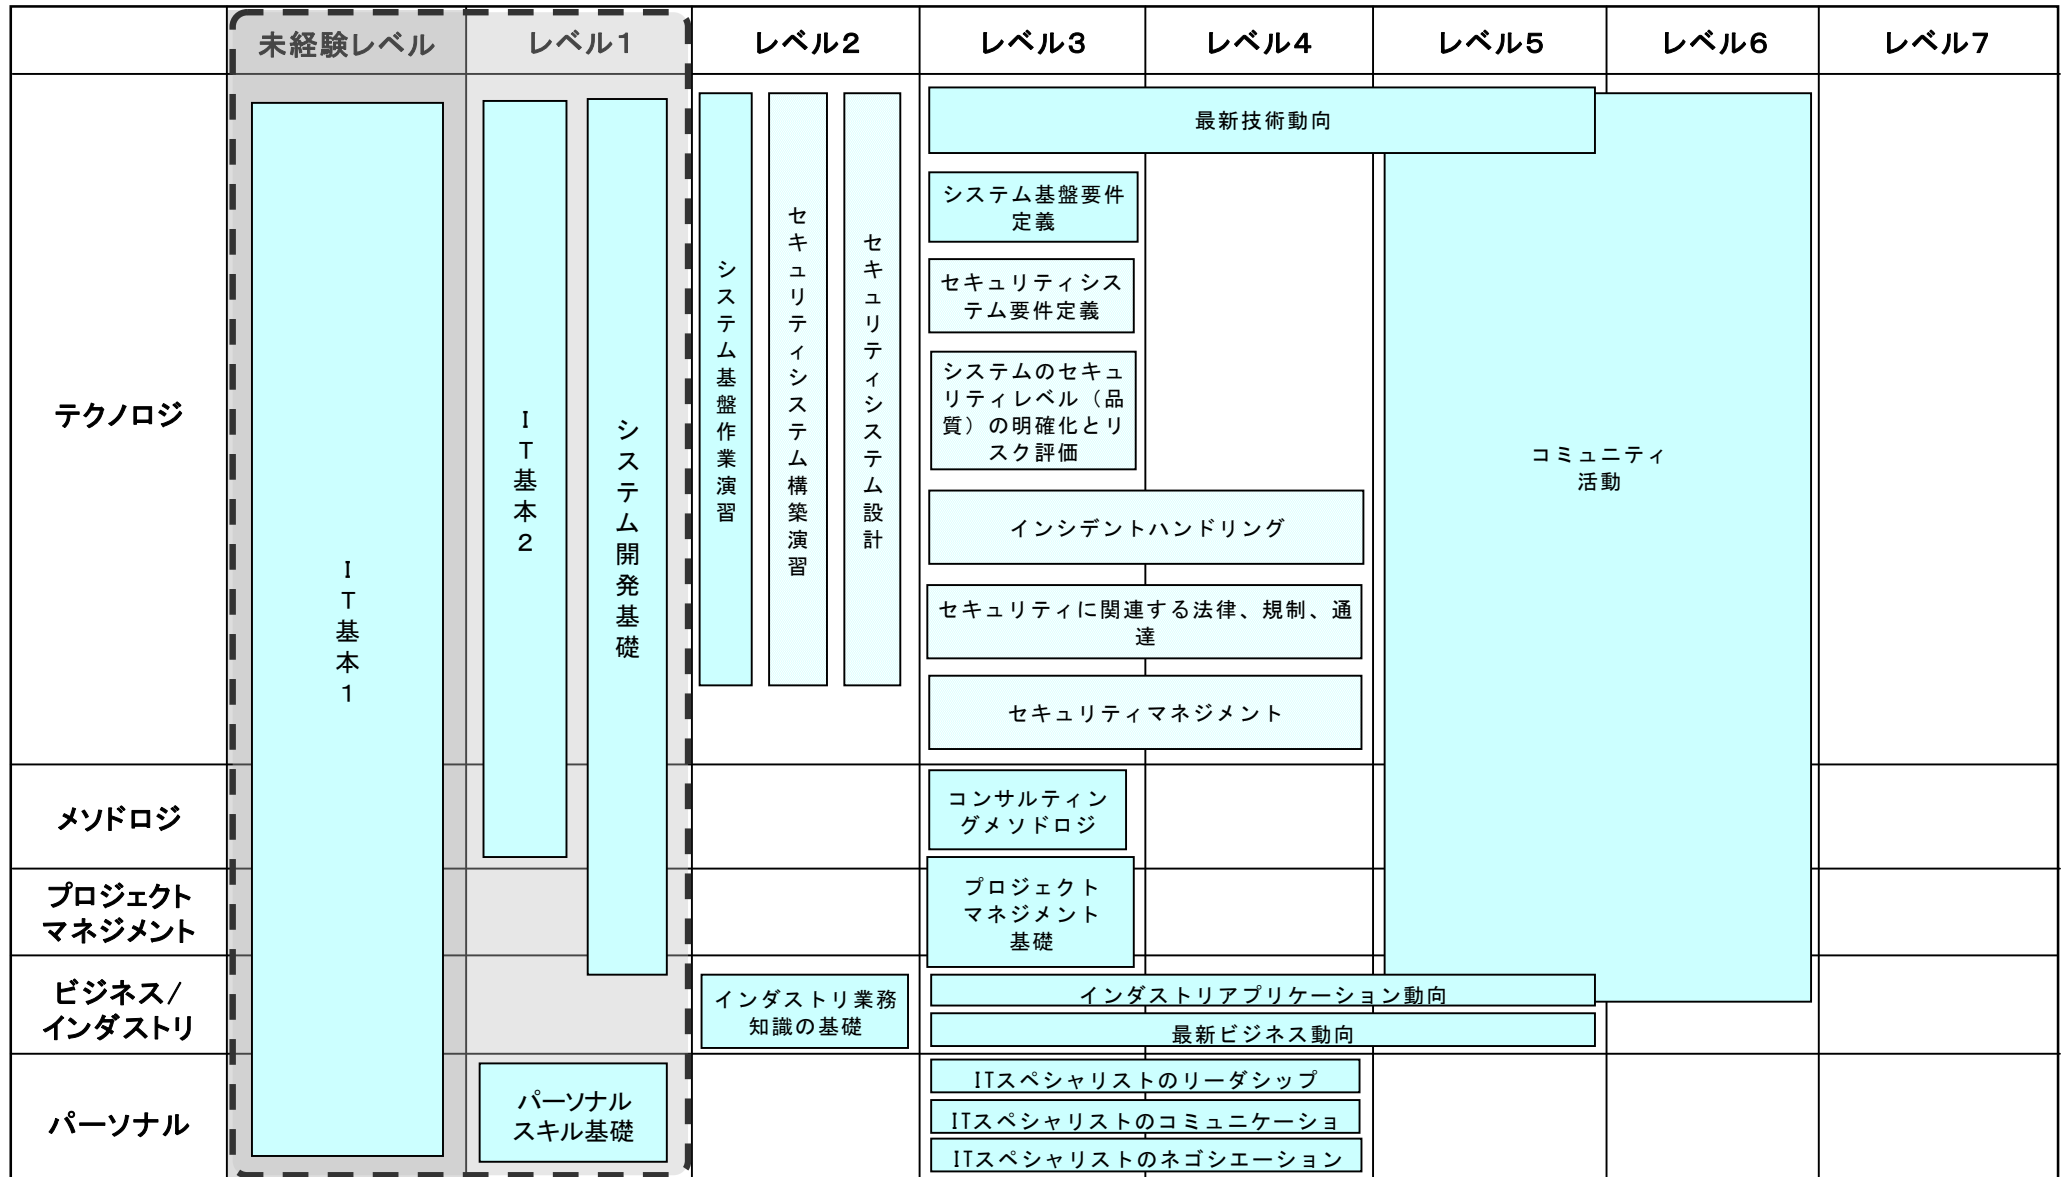 未経験レベル
レベル1
レベル2
レベル3
レベル4
レベル5
レベル6
レベル7
テクノロジ
IT基本1
IT基本2
システム開発基礎
システム基盤作業演習
セキュリティシステム構築演習
セキュリティシステム設計
最新技術動向
システム基盤要件
定義
セキュリティシス
テム要件定義
システムのセキュ
リティレベル（品
質）の明確化とリ
スク評価
インシデントハンドリング
セキュリティに関連する法律、規制、通
達
セキュリティマネジメント
コミュニティ
活動
メソドロジ
コンサルティン
グメソドロジ
プロジェクト
マネジメント
プロジェクト
マネジメント
基礎
ビジネス/
インダストリ
インダストリ業務
知識の基礎
インダストリアプリケーション動向
最新ビジネス動向
パーソナル
パーソナル
スキル基礎
ITスペシャリストのリーダシップ
ITスペシャリストのコミュニケーショ
ITスペシャリストのネゴシエーション